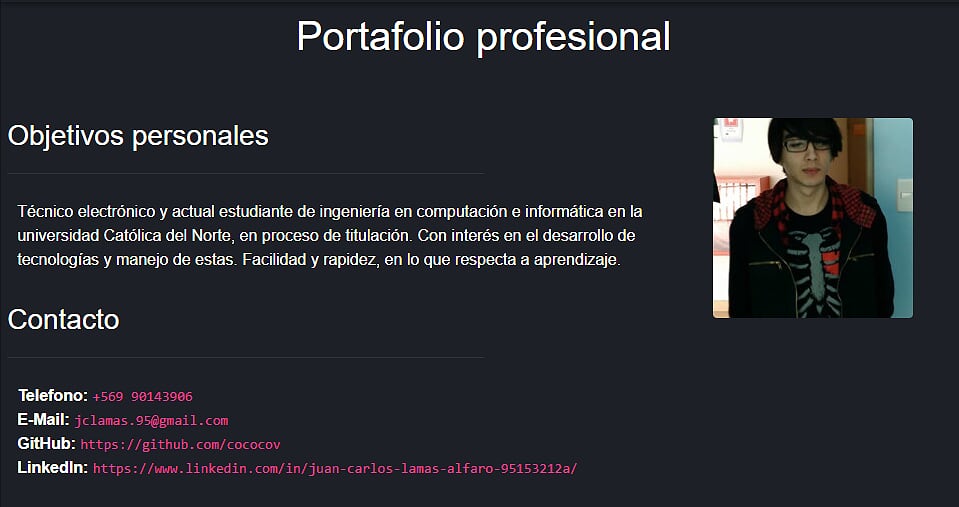 Portafolio profesional
Objetivos personales
Técnico electrónico y actual estudiante de ingeniería en computación e informática en la
universidad Católica del Norte, en proceso de titulación. Con interés en el desarrollo de
tecnologías y manejo de estas. Facilidad y rapidez, en lo que respecta a aprendizaje.
Contacto
Telefono: +569 90143906
E-Mail: jclamas.95@gmail.com
GitHub: https://github.com/cococov
LinkedIn: https://www.linkedin.com/in/juan-carlos-lamas-alfaro-95153212a/